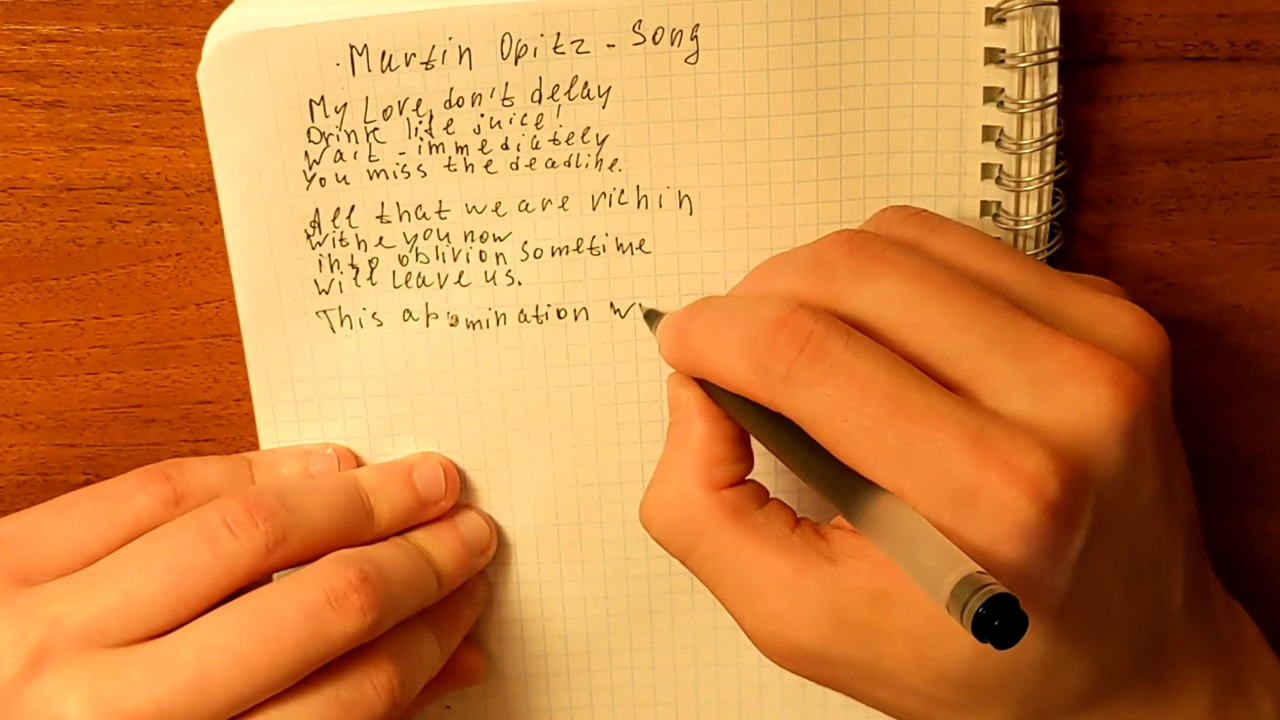 Martin Opitz - Song
My Love, don't delay
Drink life juice!
Wait - immediately
You miss the deadline.
All that we are rich in
withe you now
into oblivion sometime
will leave us.
This abomination w